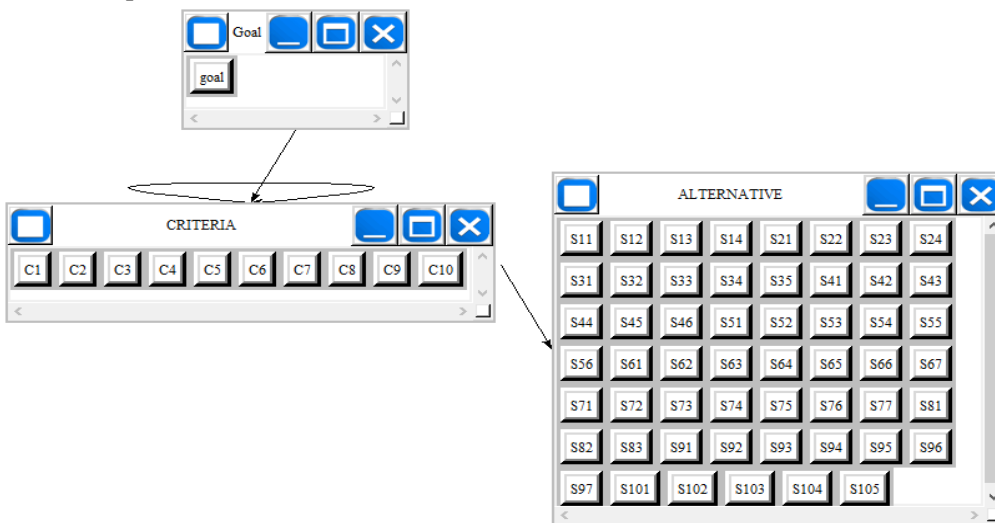 Goal
goal
CRITERIA
C1 C2 C3 C4 C5 C6 C7 C8 C9 C10
ALTERNATIVE
S11 S12 S13 S14 S21 S22 S23 S24
S31 S32 S33 S34 S35 S41 S42 S43
S44 S45 S46 S51 S52 S53 S54 S55
S56 S61 S62 S63 S64 S65 S66 S67
S71 S72 S73 S74 S75 S76 S77 S81
S82 S83 S91 S92 S93 S94 S95 S96
S97 S101 S102 S103 S104 S105